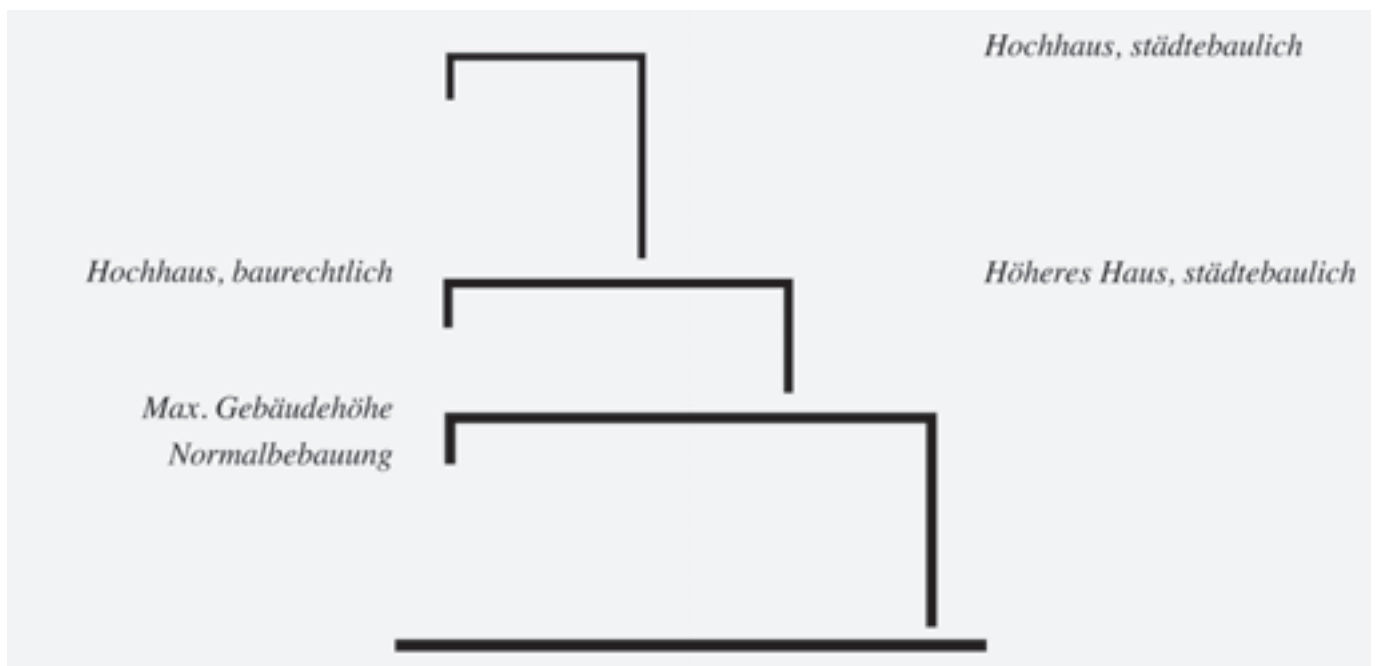 Hochhaus, städtebaulich
Hochhaus, baurechtlich
Höheres Haus, städtebaulich
Max. Gebäudehöhe
Normalbebauung